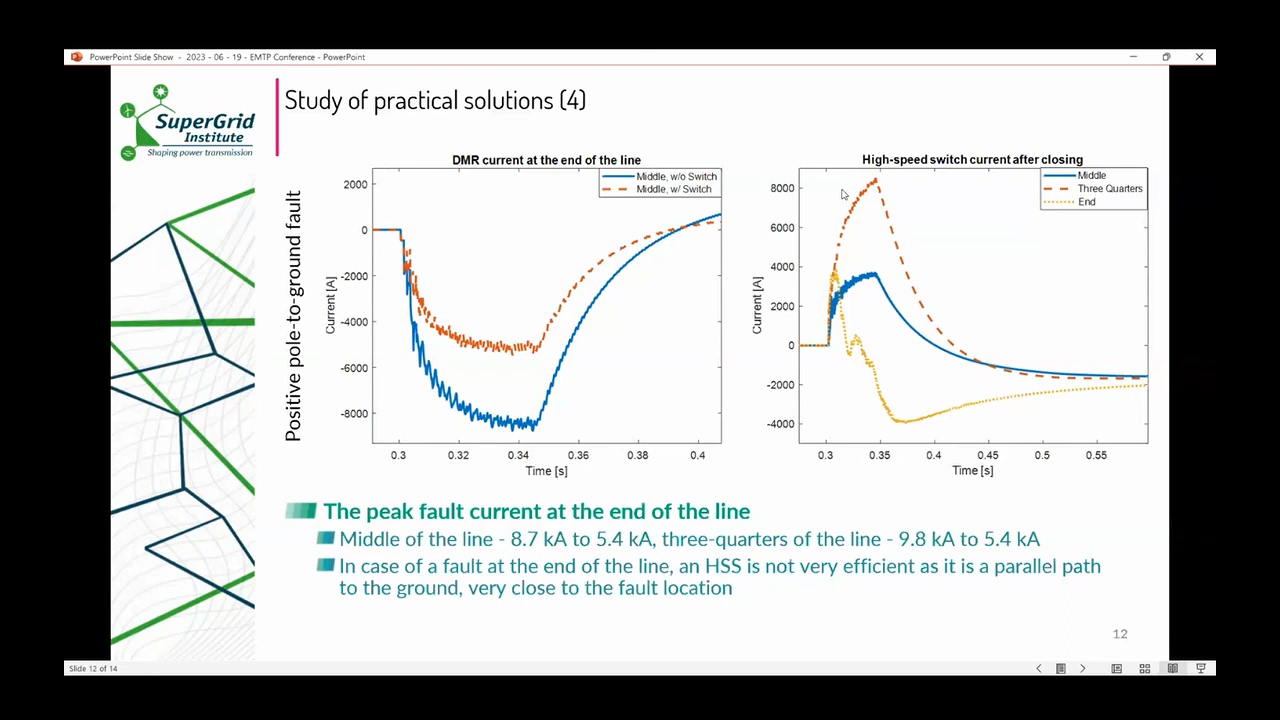 PowerPoint Slide Show - 2023 - 06 - 19 - EMTP Conference - PowerPoint
SuperGrid
Institute
Shaping power transmission
Study of practical solutions (4)
Positive pole-to-ground fault
DMR current at the end of the line
Middle, w/o Switch
Middle, w/ Switch
2000
0
-2000
-4000
-6000
-8000
Current [A]
0.3
0.32
0.34
0.36
0.38
0.4
Time [s]
High-speed switch current after closing
Middle
Three Quarters
End
8000
6000
4000
2000
0
-2000
-4000
Current [A]
0.3
0.35
0.4
0.45
0.5
0.55
Time [s]
The peak fault current at the end of the line
Middle of the line - 8.7 kA to 5.4 kA, three-quarters of the line - 9.8 kA to 5.4 kA
In case of a fault at the end of the line, an HSS is not very efficient as it is a parallel path
to the ground, very close to the fault location
12
Slide 12 of 14